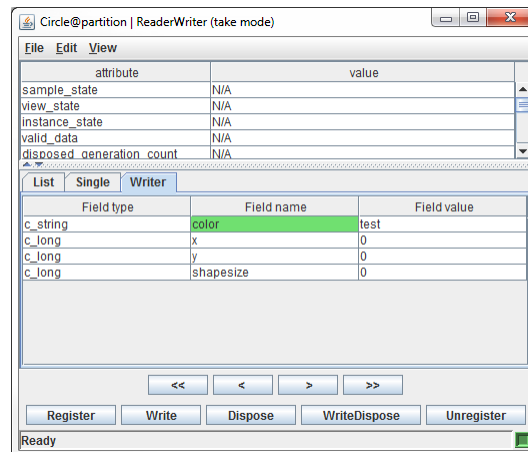 Circle@partition | ReaderWriter (take mode)
File Edit View
attribute value
sample_state N/A
view_state N/A
instance_state N/A
valid_data N/A
disposed_generation_count N/A
List Single Writer
Field type Field name Field value
c_string color test
c_long x 0
c_long y 0
c_long shapesize 0
<< < > >>
Register Write Dispose WriteDispose Unregister
Ready